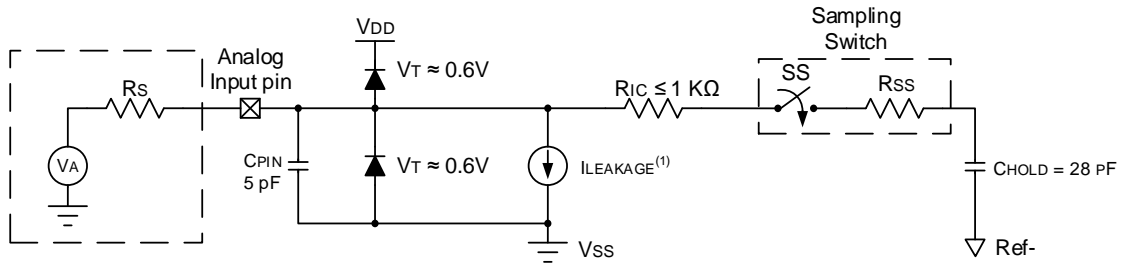 Sampling
Switch
VDD
Analog
Input pin
VT ≈ 0.6V
SS
RSS
RS
RIC ≤ 1 KΩ
VA
CPIN
5 pF
VT ≈ 0.6V
ILEAKAGE(1)
CHOLD = 28 PF
VSS
Ref-